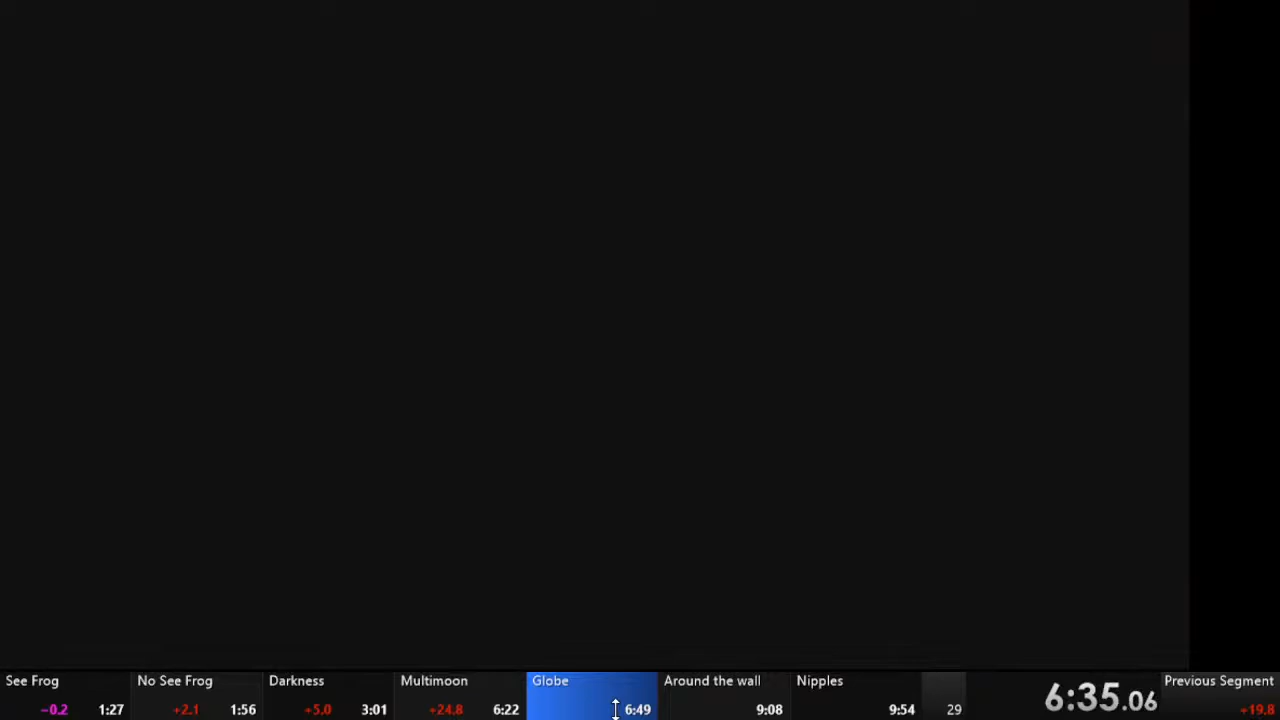 See Frog
−0.2 1:27
No See Frog
+2.1 1:56
Darkness
+5.0 3:01
Multimoon
+24.8 6:22
Globe
6:49
Around the wall
9:08
Nipples
9:54
29
6:35.06
Previous Segment
+19.8